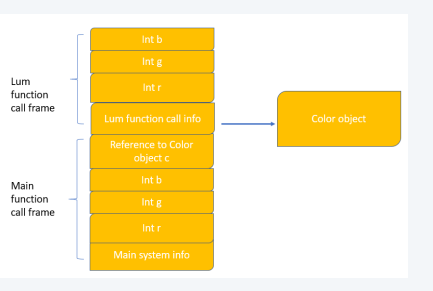 Int b
Int g
Int r
Lum function call info
Reference to Color
object c
Int b
Int g
Int r
Main system info
Lum
function
call frame
Main
function
call frame
Color object